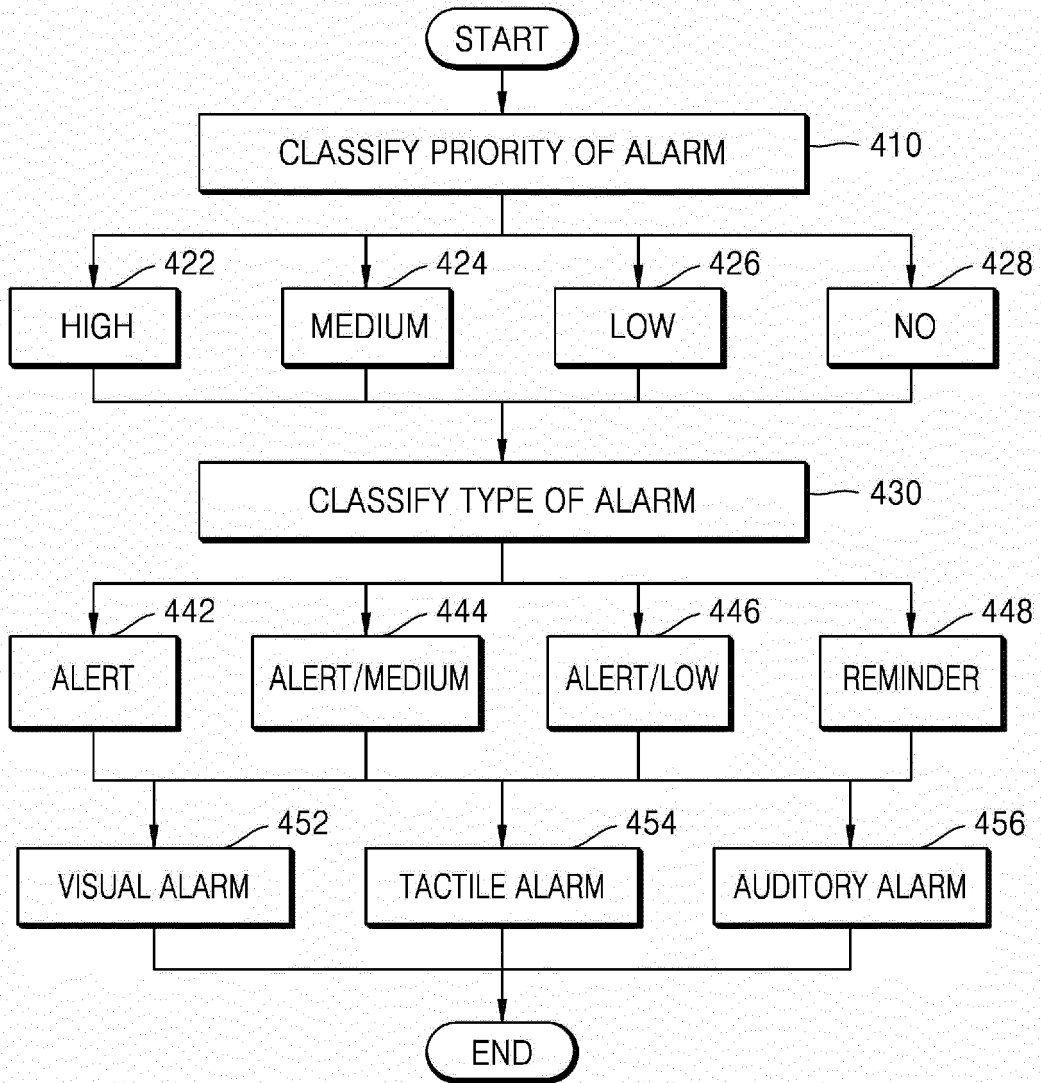 START
CLASSIFY PRIORITY OF ALARM
410
422
424
426
428
HIGH
MEDIUM
LOW
NO
CLASSIFY TYPE OF ALARM
430
442
444
446
448
ALERT
ALERT/MEDIUM
ALERT/LOW
REMINDER
452
454
456
VISUAL ALARM
TACTILE ALARM
AUDITORY ALARM
END